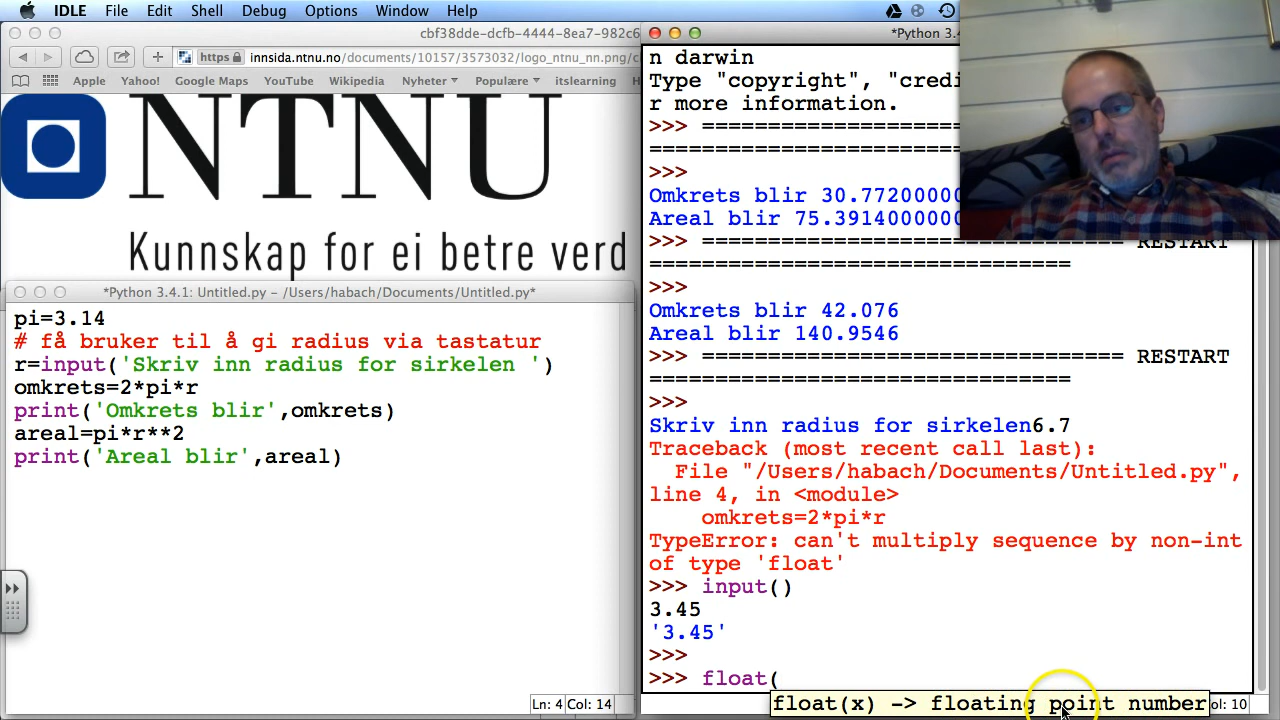 IDLE File Edit Shell Debug Options Window Help
cbf38dde-dcfb-4444-8ea7-982c6
https innsida.ntnu.no/documents/10157/3573032/logo_ntnu_nn.png/c
Apple Yahoo! Google Maps YouTube Wikipedia Nyheter Populære itslearning
NTNU
Kunnskap for ei betre verd
*Python 3.4.1: Untitled.py - /Users/habach/Documents/Untitled.py*
pi=3.14
# få bruker til å gi radius via tastatur
r=input('Skriv inn radius for sirkelen ')
omkrets=2*pi*r
print('Omkrets blir',omkrets)
areal=pi*r**2
print('Areal blir',areal)
Ln: 4 Col: 14
*Python 3.4
n darwin
Type "copyright", "credi
r more information.
>>> ========================
========================
>>>
Omkrets blir 30.77200000
Areal blir 75.3914000000
>>> ================================ RESTART
================================
>>>
Omkrets blir 42.076
Areal blir 140.9546
>>> ================================ RESTART
================================
>>>
Skriv inn radius for sirkelen6.7
Traceback (most recent call last):
File "/Users/habach/Documents/Untitled.py",
line 4, in <module>
omkrets=2*pi*r
TypeError: can't multiply sequence by non-int
of type 'float'
>>> input()
3.45
'3.45'
>>>
>>> float(
float(x) -> floating point number
ol: 10